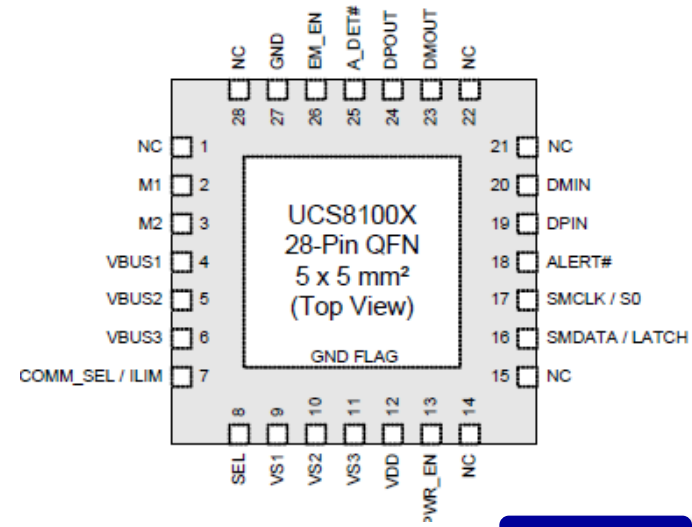 NC
GND
EM_EN
A_DET#
DPOUT
DMOUT
NC
28
27
26
25
24
23
22
NC 1
M1 2
M2 3
VBUS1 4
VBUS2 5
VBUS3 6
COMM_SEL / ILIM 7
UCS8100X
28-Pin QFN
5 x 5 mm²
(Top View)
GND FLAG
21 NC
20 DMIN
19 DPIN
18 ALERT#
17 SMCLK / S0
16 SMDATA / LATCH
15 NC
8
9
10
11
12
13
14
SEL
VS1
VS2
VS3
VDD
PWR_EN
NC